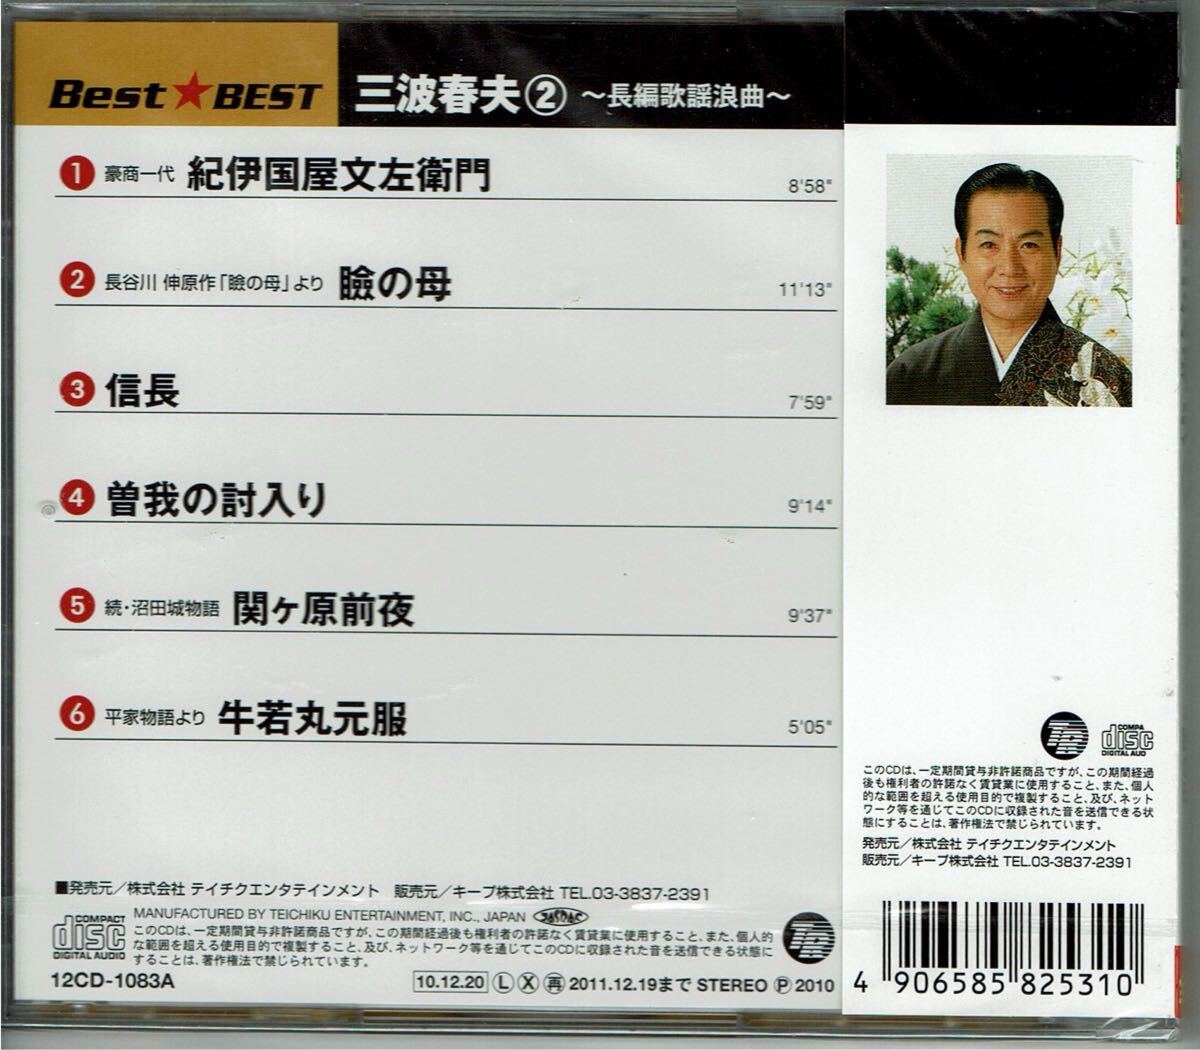 Best★BEST 三波春夫② ～長編歌謡浪曲～
1 豪商一代 紀伊国屋文左衛門 8'58"
2 長谷川 伸原作「瞼の母」より 瞼の母 11'13"
3 信長 7'59"
4 曽我の討入り 9'14"
5 続・沼田城物語 関ヶ原前夜 9'37"
6 平家物語より 牛若丸元服 5'05"
■発売元／株式会社 テイチクエンタテインメント 販売元／キープ株式会社 TEL.03-3837-2391
COMPACT disc DIGITAL AUDIO
MANUFACTURED BY TEICHIKU ENTERTAINMENT, INC., JAPAN JASRAC
このCDは、一定期間貸与非許諾商品ですが、この期間経過後も権利者の許諾なく賃貸業に使用すること、また、個人的
な範囲を超える使用目的で複製すること、及び、ネットワーク等を通じてこのCDに収録された音を送信できる状態に
することは、著作権法で禁じられています。
12CD-1083A
10.12.20 Ⓛ Ⓧ 再 2011.12.19まで STEREO Ⓟ 2010
COMPA disc DIGITAL AUD
このCDは、一定期間貸与非許諾商品ですが、この期間経過
後も権利者の許諾なく賃貸業に使用すること、また、個人
的な範囲を超える使用目的で複製すること、及び、ネット
ワーク等を通じてこのCDに収録された音を送信できる状
態にすることは、著作権法で禁じられています。
発売元／株式会社 テイチクエンタテインメント
販売元／キープ株式会社 TEL.03-3837-2391
4 906585 825310